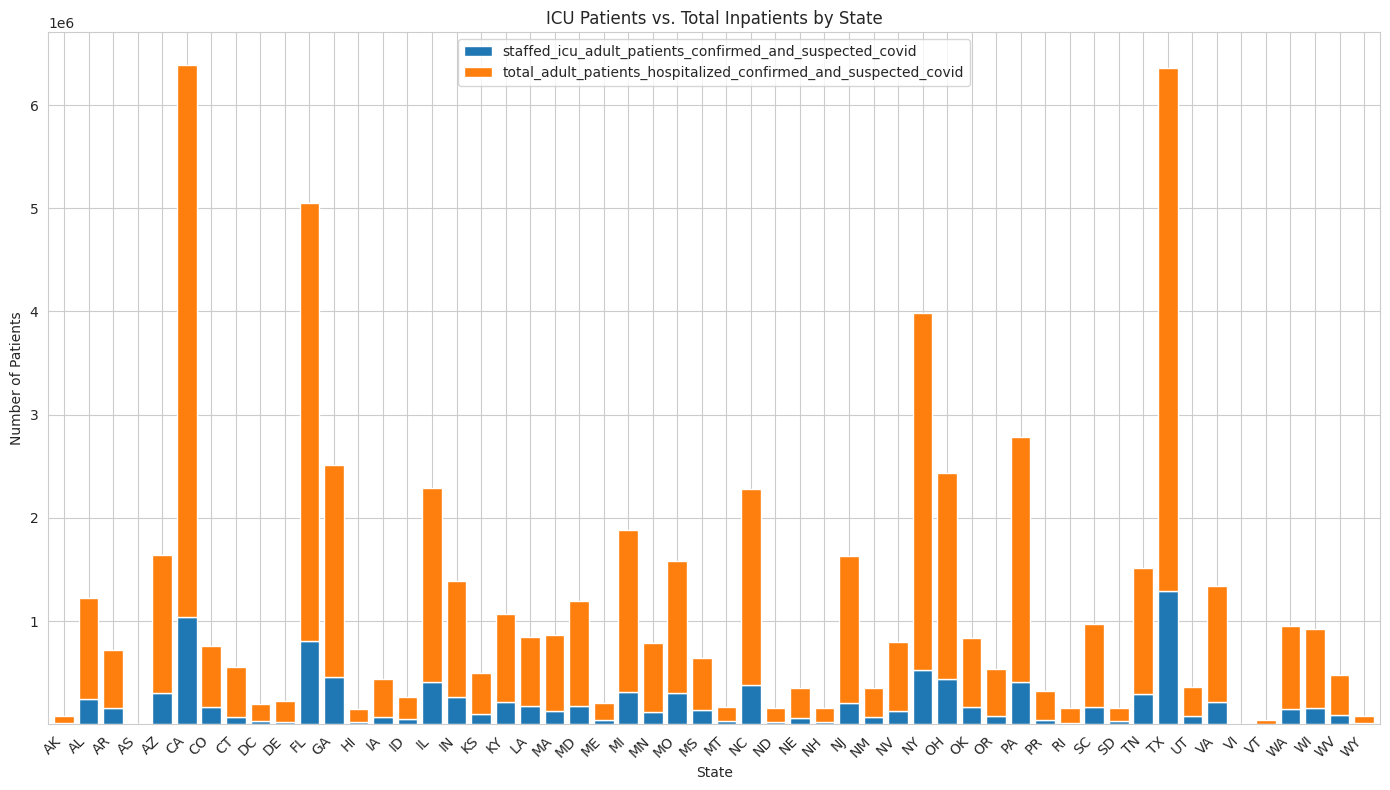 ICU Patients vs. Total Inpatients by State
1e6
staffed_icu_adult_patients_confirmed_and_suspected_covid
total_adult_patients_hospitalized_confirmed_and_suspected_covid
6
5
4
3
2
1
Number of Patients
AK AL AR AS AZ CA CO CT DC DE FL GA HI IA ID IL IN KS KY LA MA MD ME MI MN MO MS MT NC ND NE NH NJ NM NV NY OH OK OR PA PR RI SC SD TN TX UT VA VI VT WA WI WV WY
State